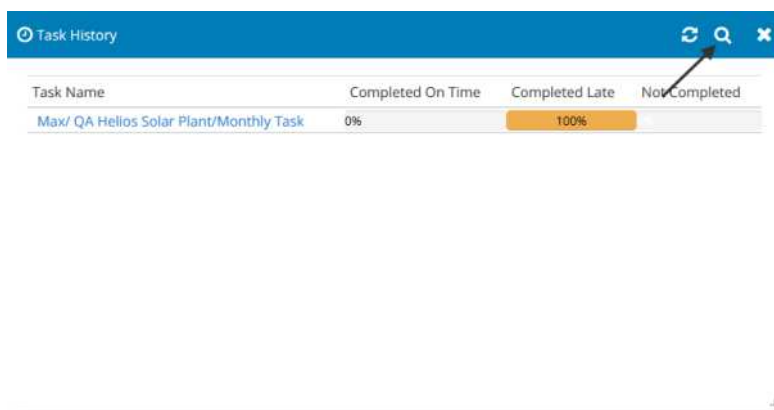 Task History
Task Name Completed On Time Completed Late Not Completed
Max/ QA Helios Solar Plant/Monthly Task 0% 100%